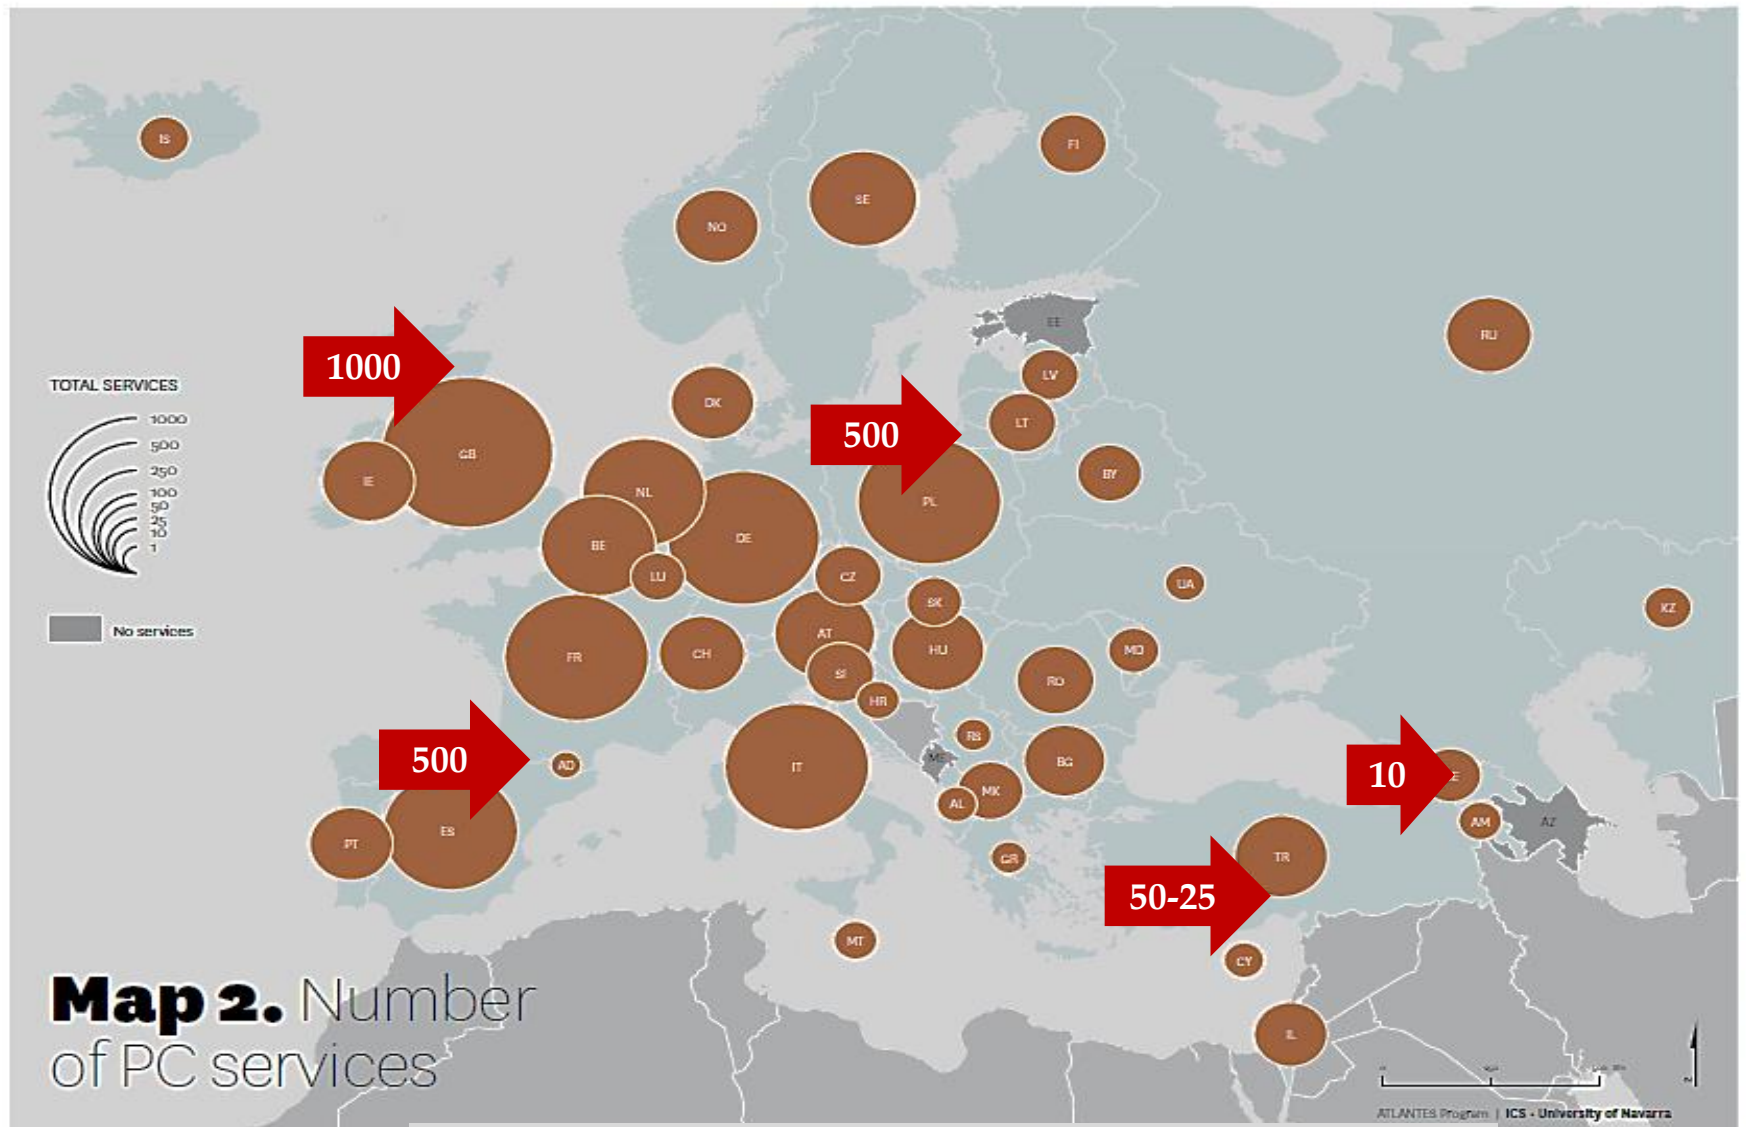 IS
FI
SE
NO
EE
RU
1000
LV
TOTAL SERVICES
DK
1000
LT
500
500
GB
250
IE
BY
100
NL
50
PL
25
10
DE
1
BE
LU
CZ
UA
SK
KZ
No services
AT
HU
MD
FR
CH
SI
RO
HR
RS
ME
500
AD
IT
BG
10
E
MK
AL
AM
AZ
ES
PT
TR
GR
50-25
MT
CY
Map 2. Number
of PC services
IL
0
N
ATLANTES Program | ICS - University of Navarra